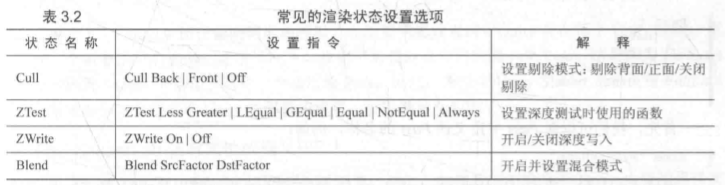 表 3.2 常见的渲染状态设置选项
状 态 名 称 设 置 指 令 解 释
Cull Cull Back | Front | Off 设置剔除模式：剔除背面/正面/关闭
剔除
ZTest ZTest Less Greater | LEqual | GEqual | Equal | NotEqual | Always 设置深度测试时使用的函数
ZWrite ZWrite On | Off 开启/关闭深度写入
Blend Blend SrcFactor DstFactor 开启并设置混合模式